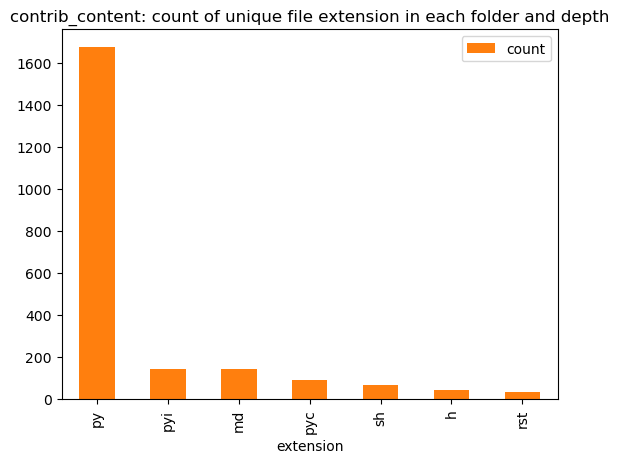 contrib_content: count of unique file extension in each folder and depth
count
1600
1400
1200
1000
800
600
400
200
0
py
pyi
md
pyc
sh
h
rst
extension